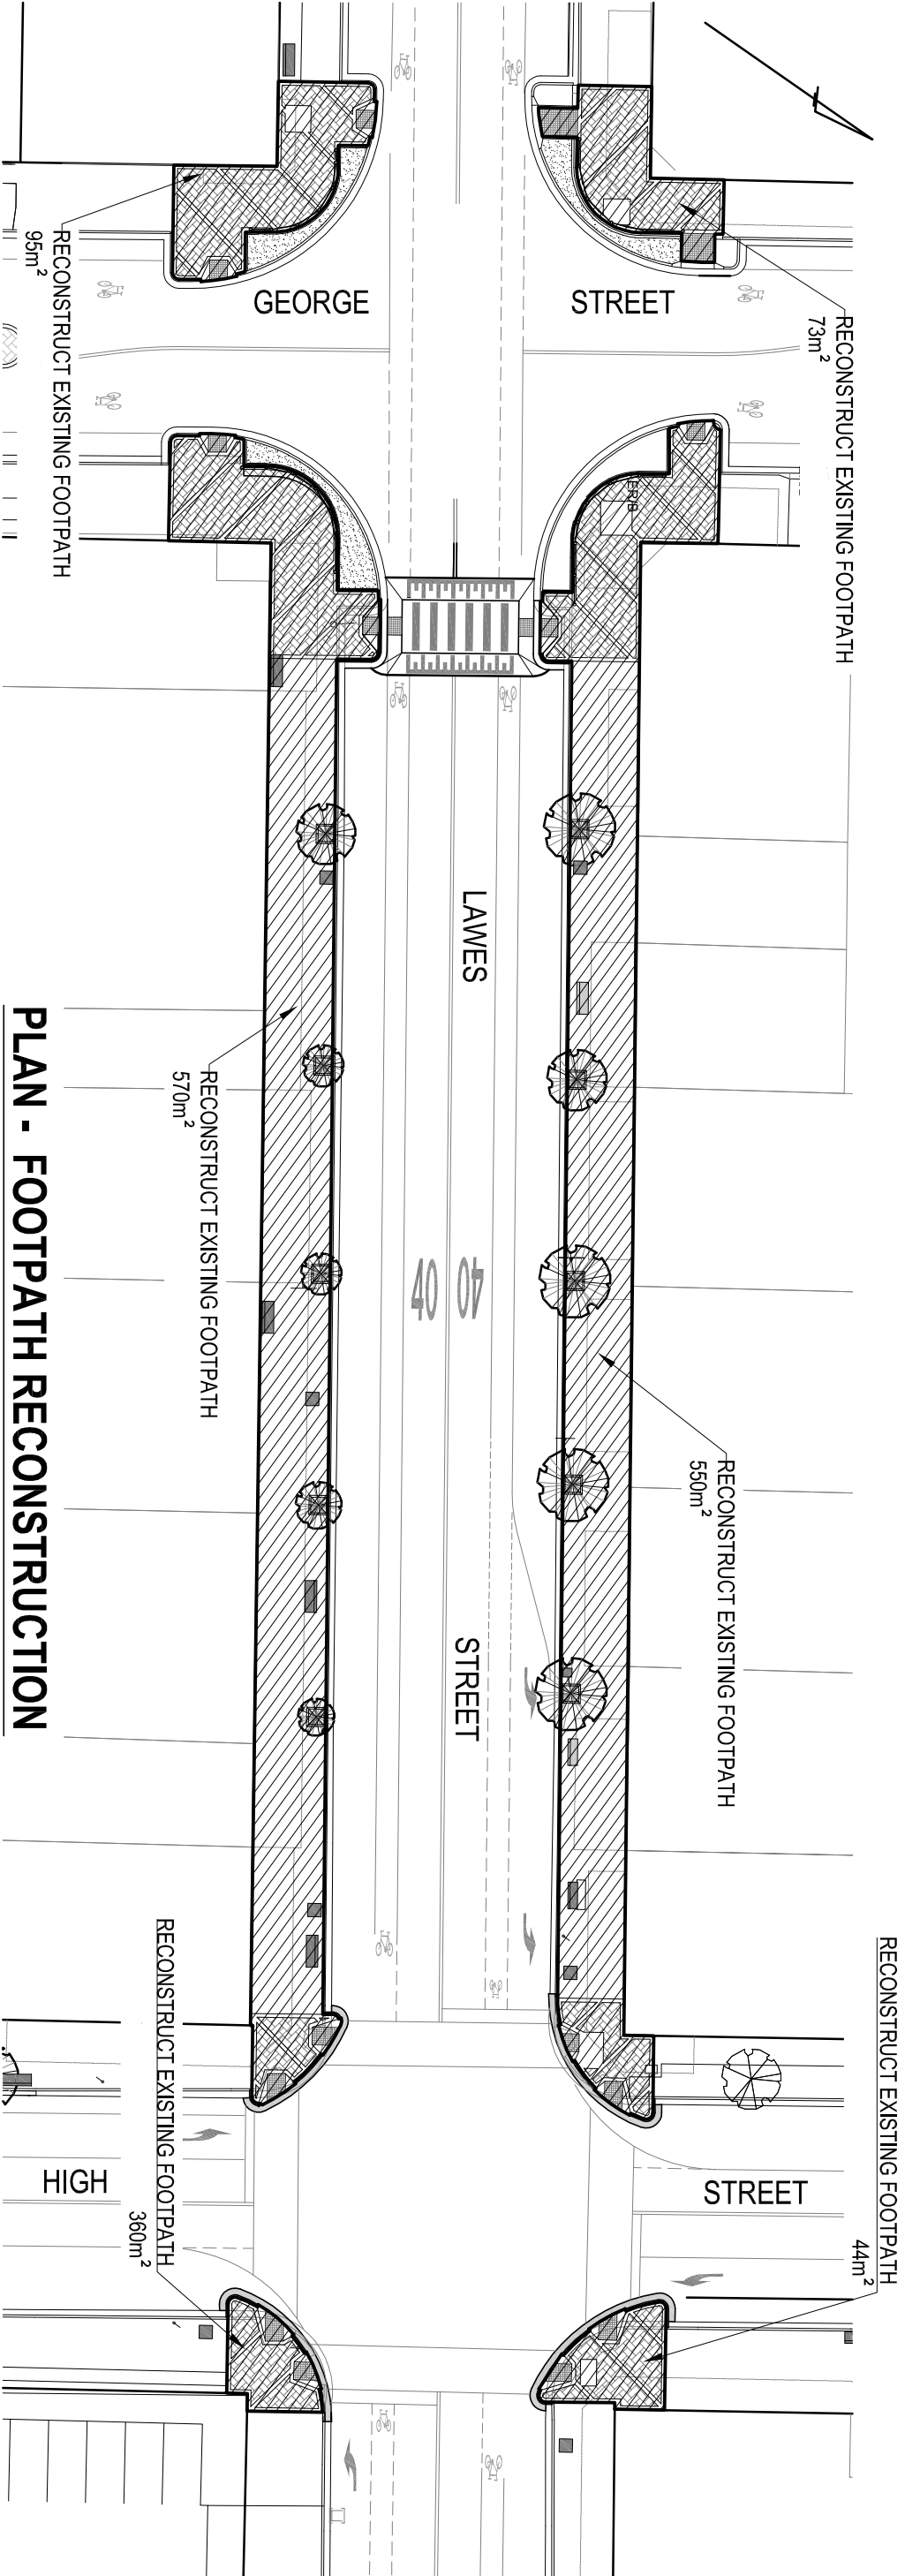 RECONSTRUCT EXISTING FOOTPATH
73m²
RECONSTRUCT EXISTING FOOTPATH
95m²
GEORGE
STREET
ER/B
LAWES
STREET
40
40
RECONSTRUCT EXISTING FOOTPATH
550m²
RECONSTRUCT EXISTING FOOTPATH
570m²
RECONSTRUCT EXISTING FOOTPATH
44m²
RECONSTRUCT EXISTING FOOTPATH
360m²
HIGH
STREET
PLAN - FOOTPATH RECONSTRUCTION